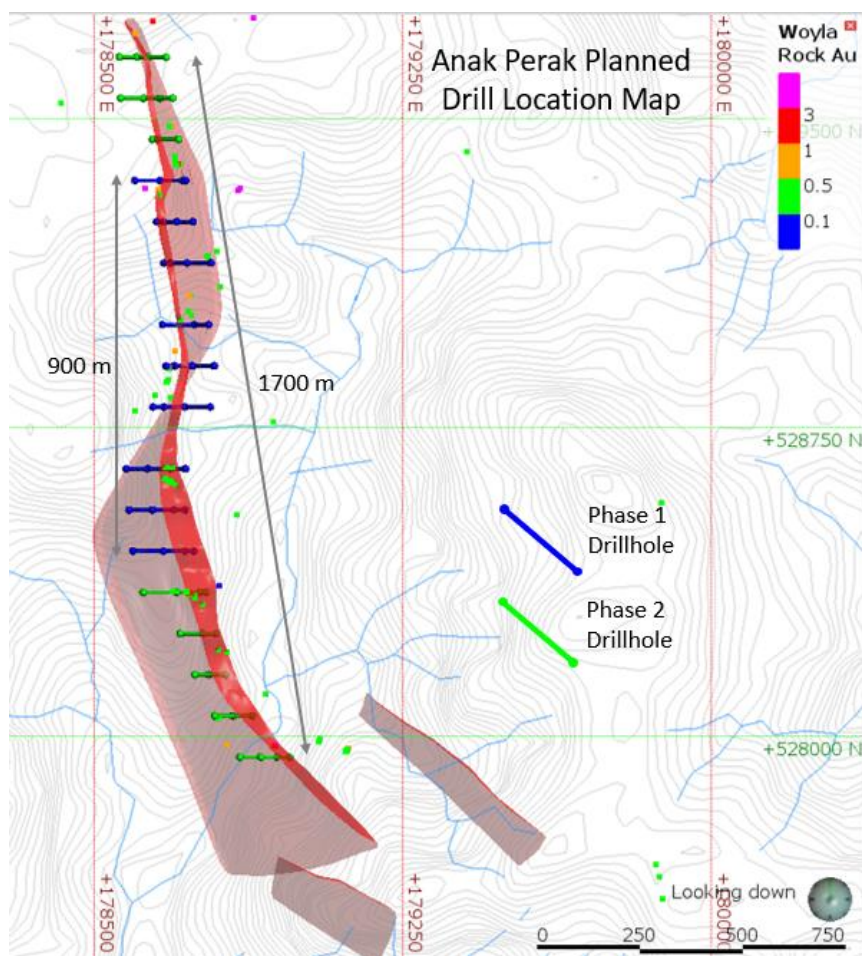 Anak Perak Planned
Drill Location Map
Woyla
Rock Au
3
1
0.5
0.1
+178500 E
+179250 E
+180000 E
+529500 N
900 m
1700 m
+528750 N
Phase 1
Drillhole
Phase 2
Drillhole
+528000 N
+178500
+179250
+180000
Looking down
0
250
500
750